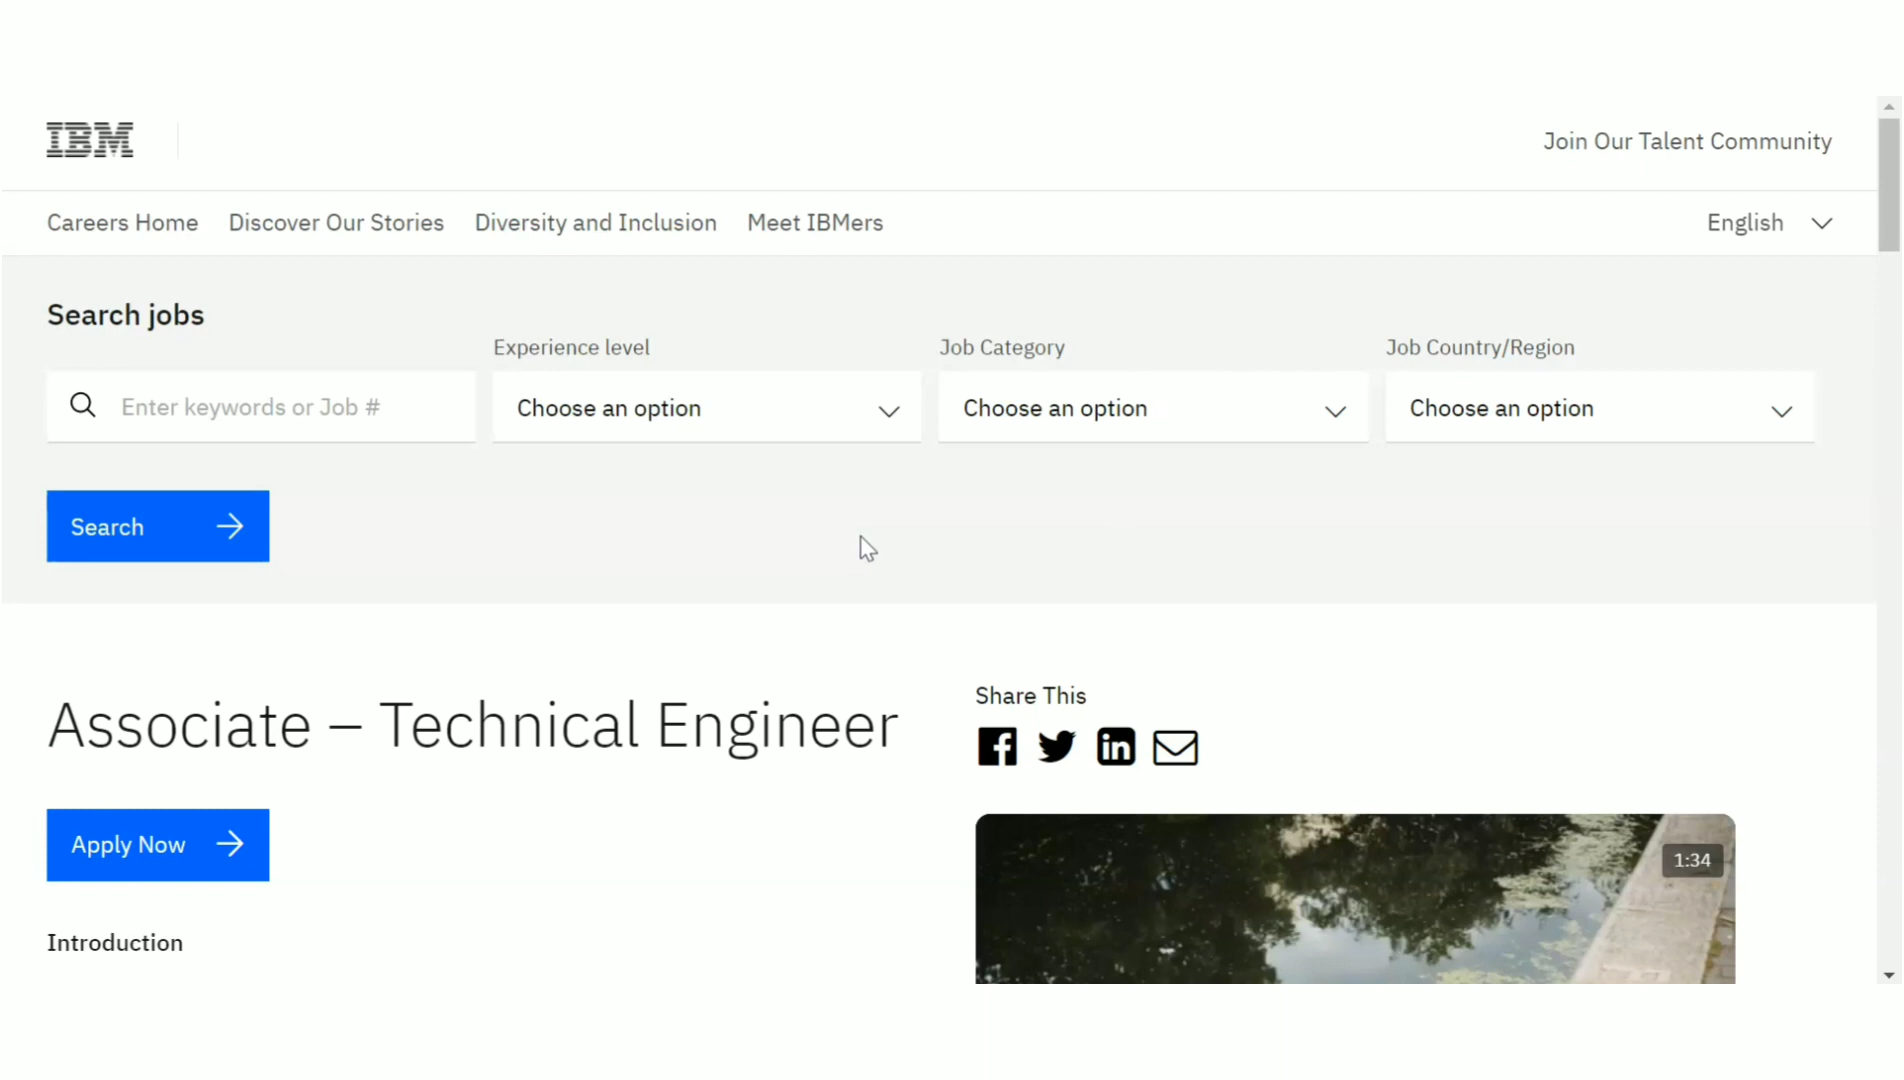 IBM
Join Our Talent Community
Careers Home Discover Our Stories Diversity and Inclusion Meet IBMers English
Search jobs
Experience level Job Category Job Country/Region
Enter keywords or Job # Choose an option Choose an option Choose an option
Search
Associate – Technical Engineer
Share This
Apply Now
1:34
Introduction